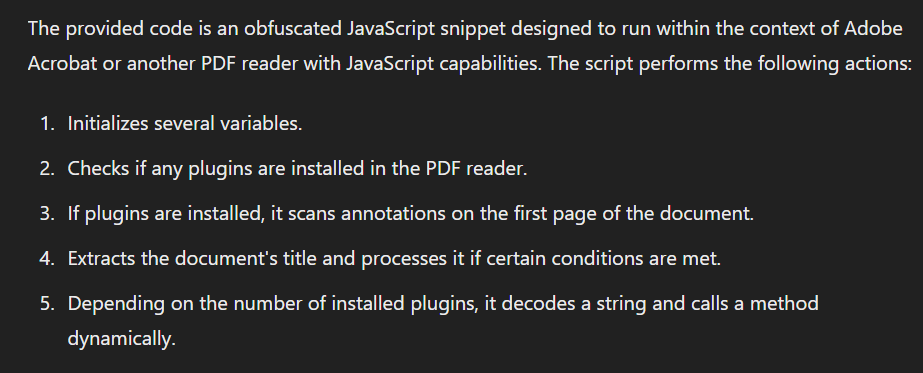 The provided code is an obfuscated JavaScript snippet designed to run within the context of Adobe
Acrobat or another PDF reader with JavaScript capabilities. The script performs the following actions:
1. Initializes several variables.
2. Checks if any plugins are installed in the PDF reader.
3. If plugins are installed, it scans annotations on the first page of the document.
4. Extracts the document's title and processes it if certain conditions are met.
5. Depending on the number of installed plugins, it decodes a string and calls a method
dynamically.